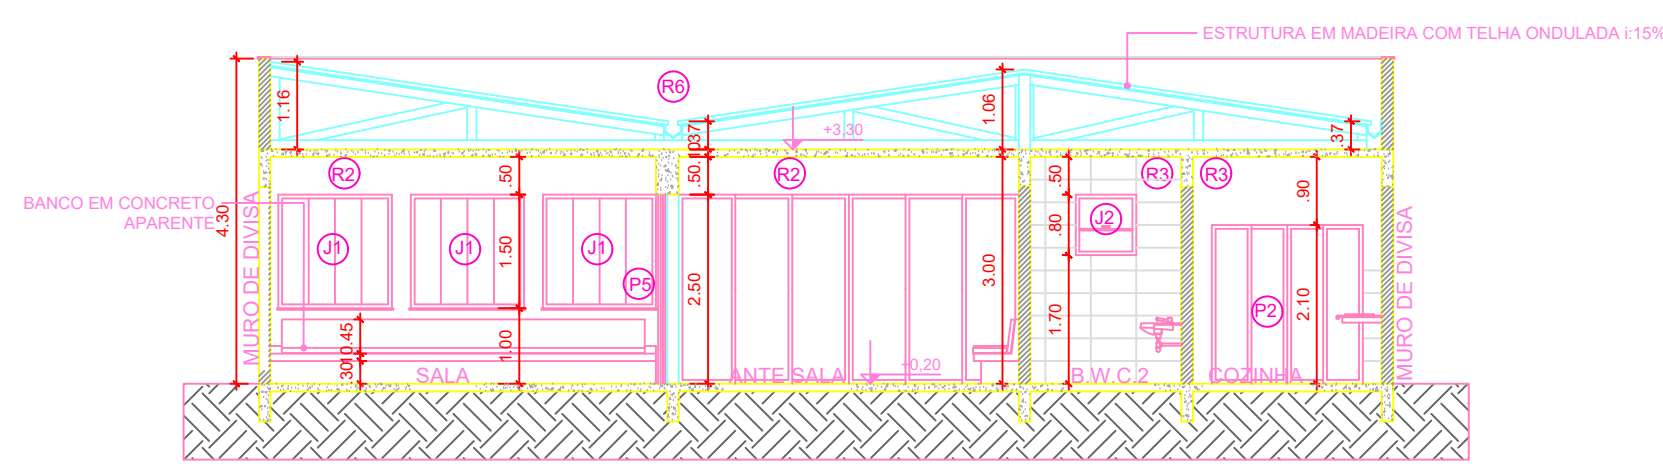 ESTRUTURA EM MADEIRA COM TELHA ONDULADA i:15%
R6
1.16
1.06
.37
.37
+3,30
.10
R2
.50
.50
R2
.50
R3
R3
.90
BANCO EM CONCRETO
APARENTE
4.30
MURO DE DIVISA
J1
J1
J1
1.50
P5
2.50
3.00
.80
J2
1.70
2.10
P2
MURO DE DIVISA
.45
.10
.30
1.00
+0,20
SALA
ANTE SALA
B.W.C.2
COZINHA